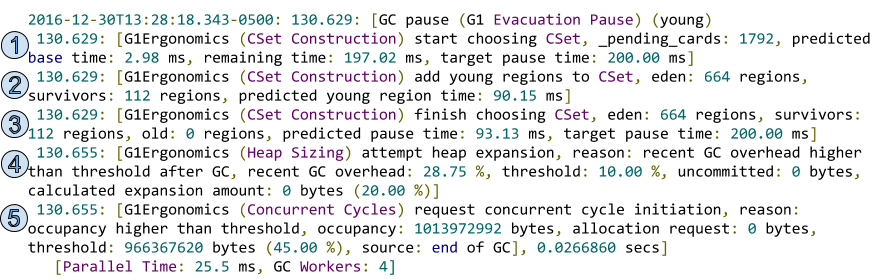 2016-12-30T13:28:18.343-0500: 130.629: [GC pause (G1 Evacuation Pause) (young)
1 130.629: [G1Ergonomics (CSet Construction) start choosing CSet, _pending_cards: 1792, predicted
base time: 2.98 ms, remaining time: 197.02 ms, target pause time: 200.00 ms]
2 130.629: [G1Ergonomics (CSet Construction) add young regions to CSet, eden: 664 regions,
survivors: 112 regions, predicted young region time: 90.15 ms]
3 130.629: [G1Ergonomics (CSet Construction) finish choosing CSet, eden: 664 regions, survivors:
112 regions, old: 0 regions, predicted pause time: 93.13 ms, target pause time: 200.00 ms]
4 130.655: [G1Ergonomics (Heap Sizing) attempt heap expansion, reason: recent GC overhead higher
than threshold after GC, recent GC overhead: 28.75 %, threshold: 10.00 %, uncommitted: 0 bytes,
calculated expansion amount: 0 bytes (20.00 %)]
5 130.655: [G1Ergonomics (Concurrent Cycles) request concurrent cycle initiation, reason:
occupancy higher than threshold, occupancy: 1013972992 bytes, allocation request: 0 bytes,
threshold: 966367620 bytes (45.00 %), source: end of GC], 0.0266860 secs]
[Parallel Time: 25.5 ms, GC Workers: 4]